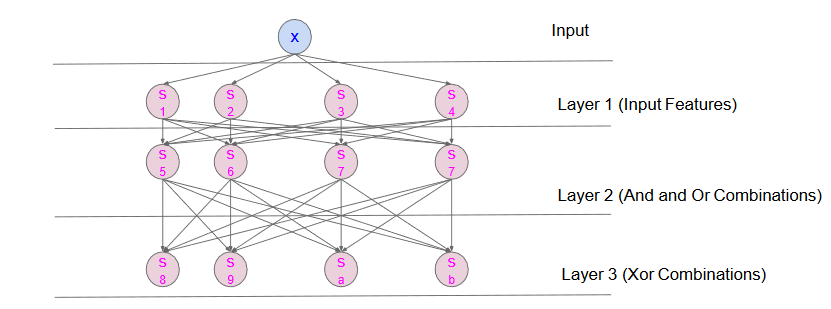 x
Input
S
1
S
2
S
3
S
4
Layer 1 (Input Features)
S
5
S
6
S
7
S
7
Layer 2 (And and Or Combinations)
S
8
S
9
S
a
S
b
Layer 3 (Xor Combinations)